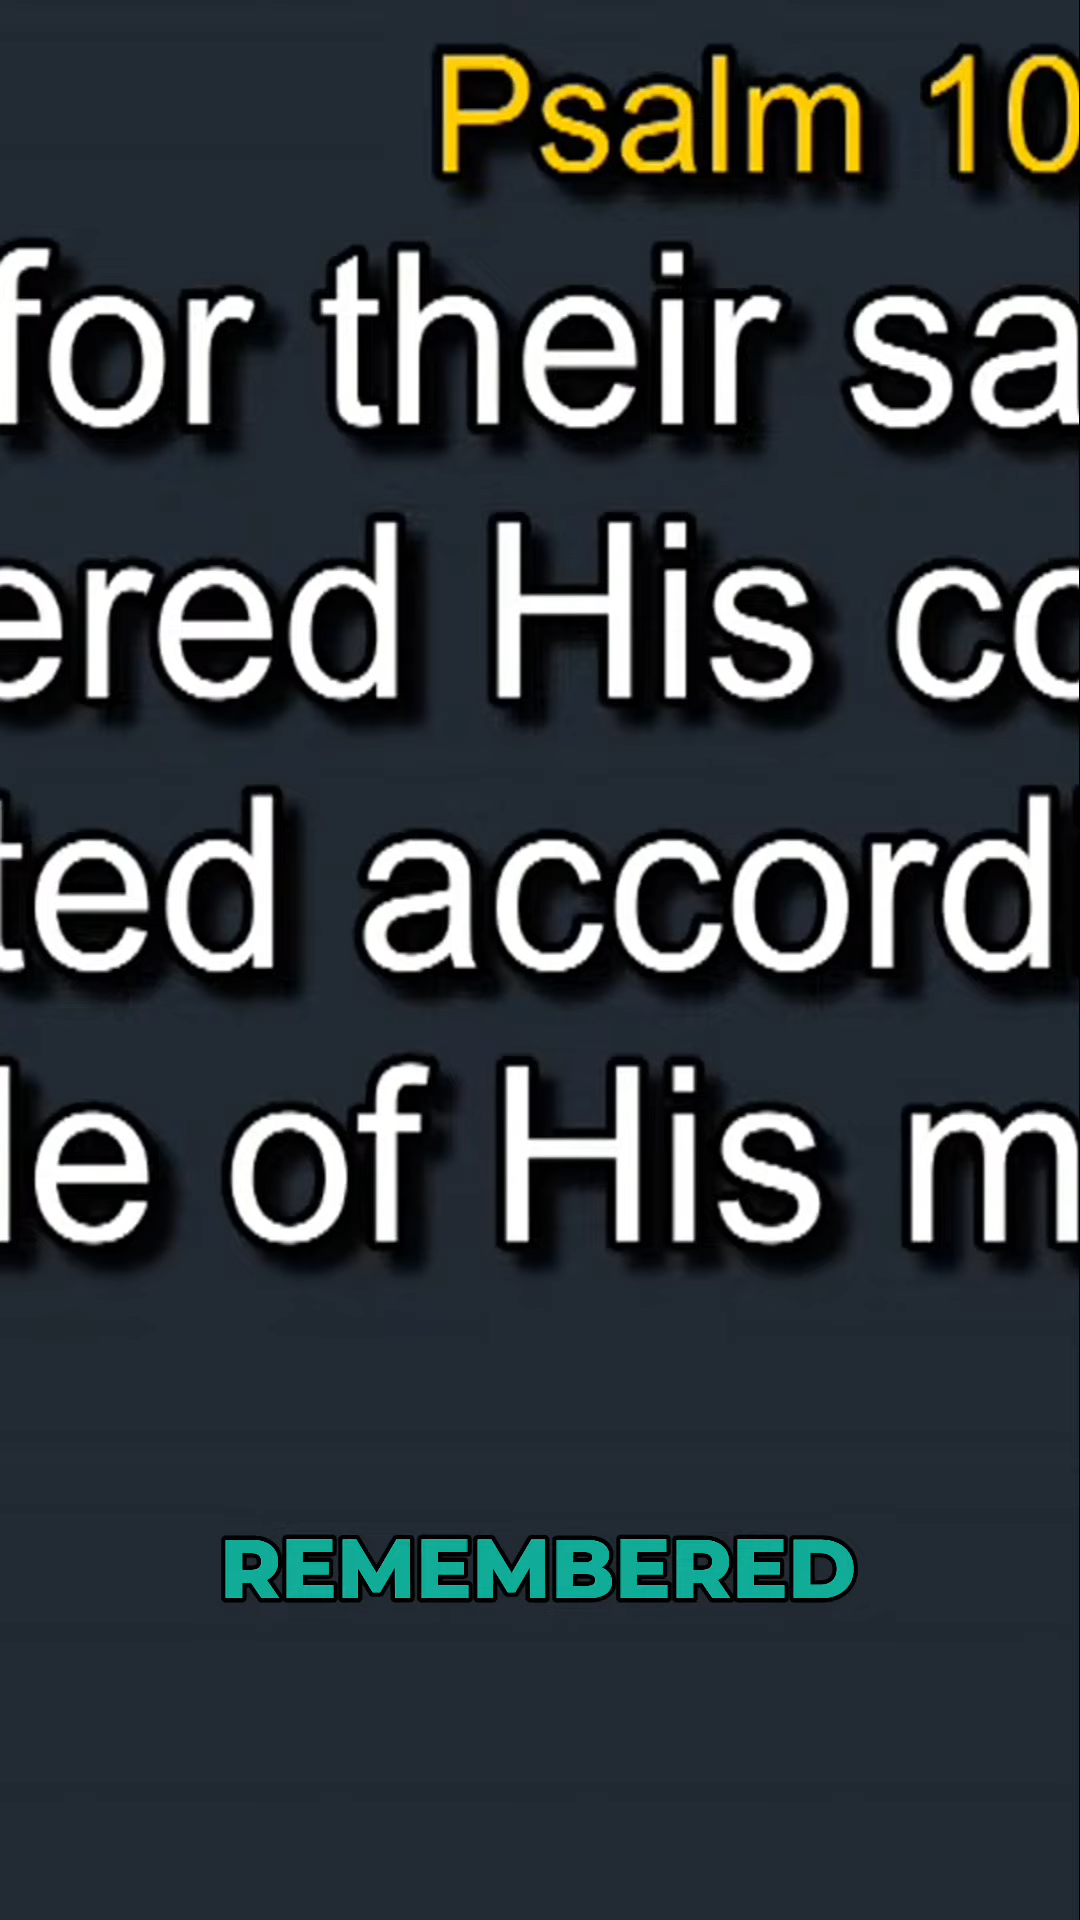 Psalm 10
for their sa
ered His co
ted accord
le of His m
REMEMBERED